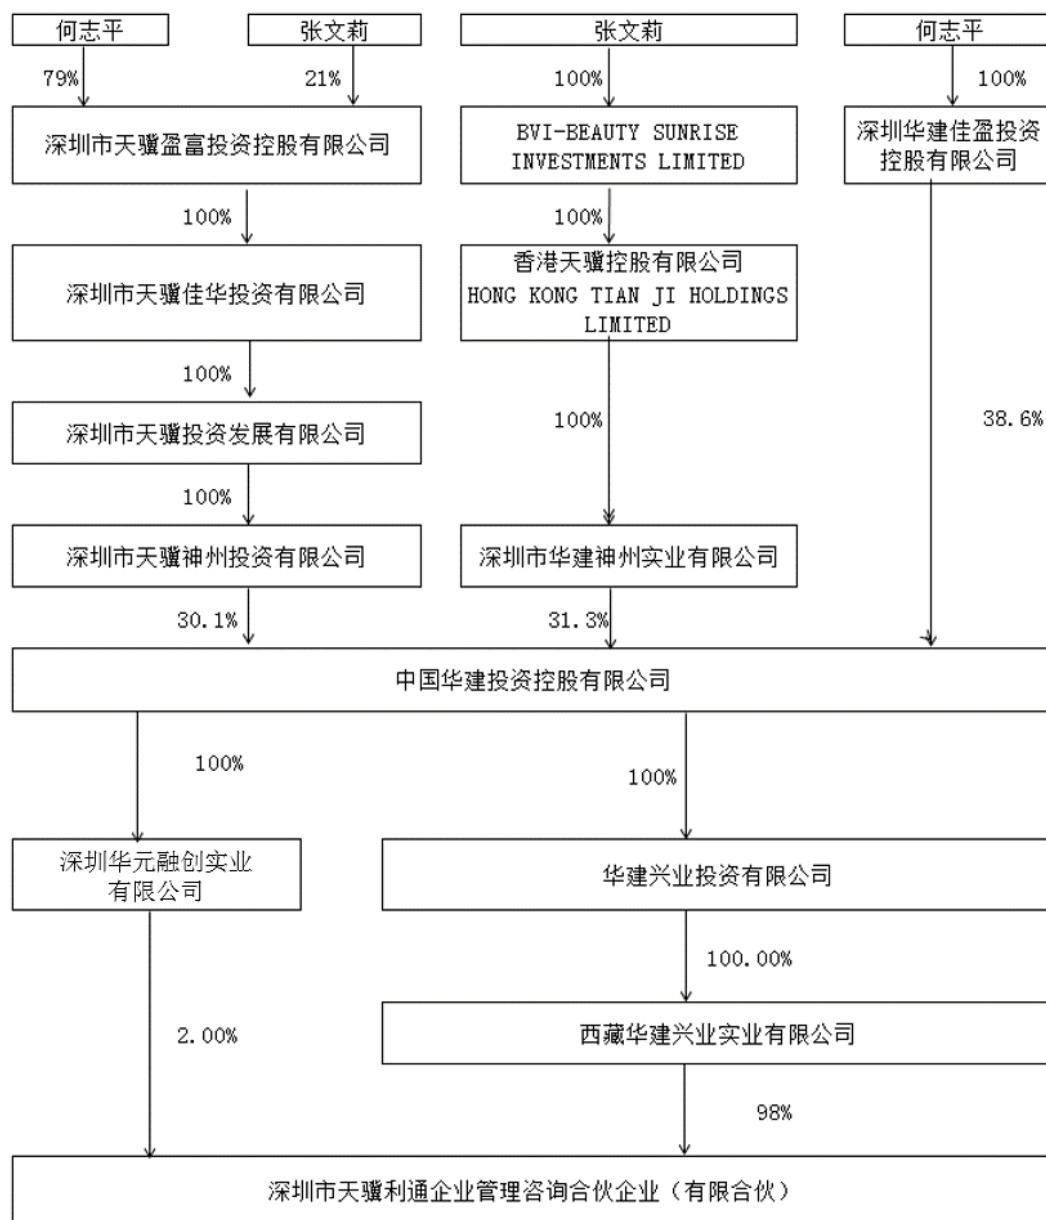 何志平
张文莉
张文莉
何志平
79%
21%
100%
100%
深圳市天骥盈富投资控股有限公司
BVI-BEAUTY SUNRISE
INVESTMENTS LIMITED
深圳华建佳盈投资
控股有限公司
100%
100%
深圳市天骥佳华投资有限公司
香港天骥控股有限公司
HONG KONG TIAN JI HOLDINGS
LIMITED
100%
100%
38.6%
深圳市天骥投资发展有限公司
100%
深圳市天骥神州投资有限公司
深圳市华建神州实业有限公司
30.1%
31.3%
中国华建投资控股有限公司
100%
100%
深圳华元融创实业
有限公司
华建兴业投资有限公司
100.00%
2.00%
西藏华建兴业实业有限公司
98%
深圳市天骥利通企业管理咨询合伙企业（有限合伙）